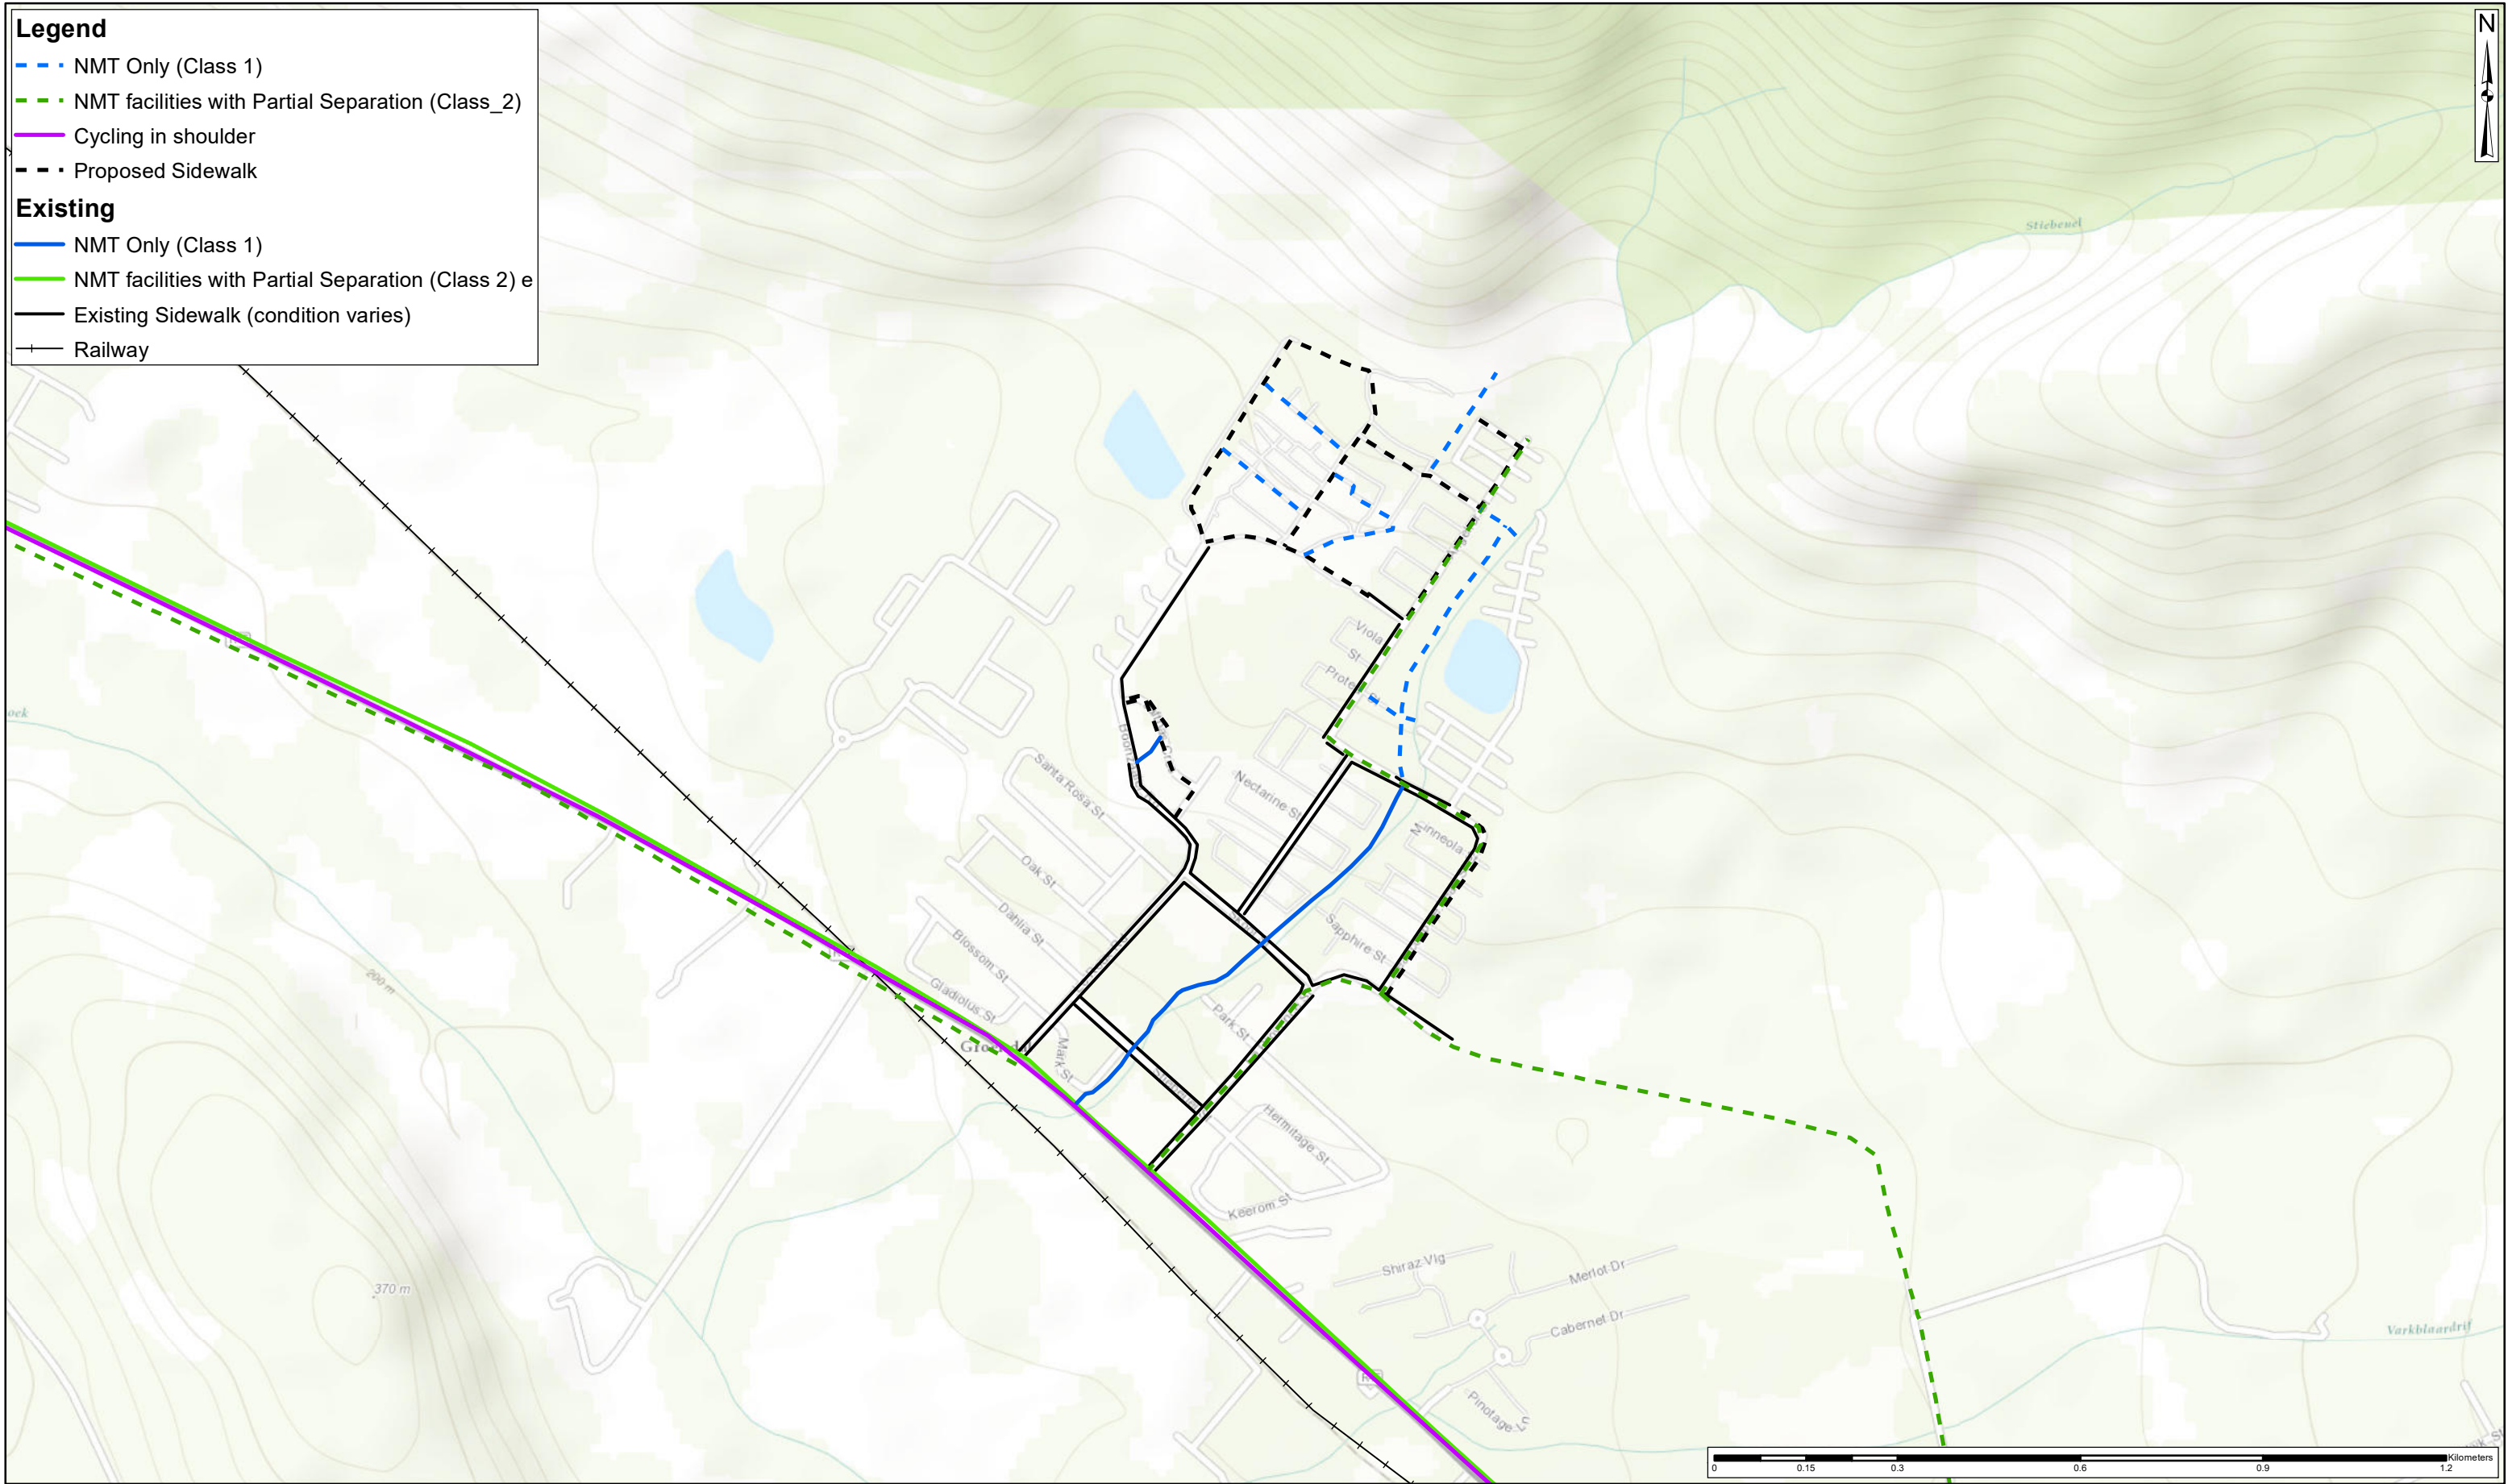 Legend
NMT Only (Class 1)
NMT facilities with Partial Separation (Class_2)
Cycling in shoulder
Proposed Sidewalk
Existing
NMT Only (Class 1)
NMT facilities with Partial Separation (Class 2) e
Existing Sidewalk (condition varies)
Railway
N
Stiebeuel
Viola St
Nectarine St
Santa Rosa St
Oak St
Dahlia St
Blossom St
Gladiolus St
Mark St
Sapphire St
Park St
Hermitage St
Keerom St
Shiraz Vlg
Merlot Dr
Cabernet Dr
Pinotage Ln
Varkblaardrif
200 m
370 m
Kilometers
0 0.15 0.3 0.6 0.9 1.2